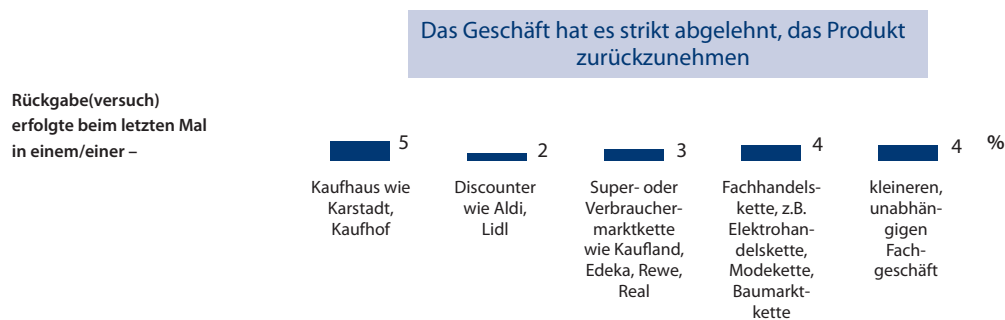 Das Geschäft hat es strikt abgelehnt, das Produkt
zurückzunehmen
Rückgabe(versuch)
erfolgte beim letzten Mal
in einem/einer –
5
2
3
4
4
%
Kaufhaus wie
Karstadt,
Kaufhof
Discounter
wie Aldi,
Lidl
Super- oder
Verbraucher-
marktkette
wie Kaufland,
Edeka, Rewe,
Real
Fachhandels-
kette, z.B.
Elektrohan-
delskette,
Modekette,
Baumarkt-
kette
kleineren,
unabhän-
gigen
Fach-
geschäft